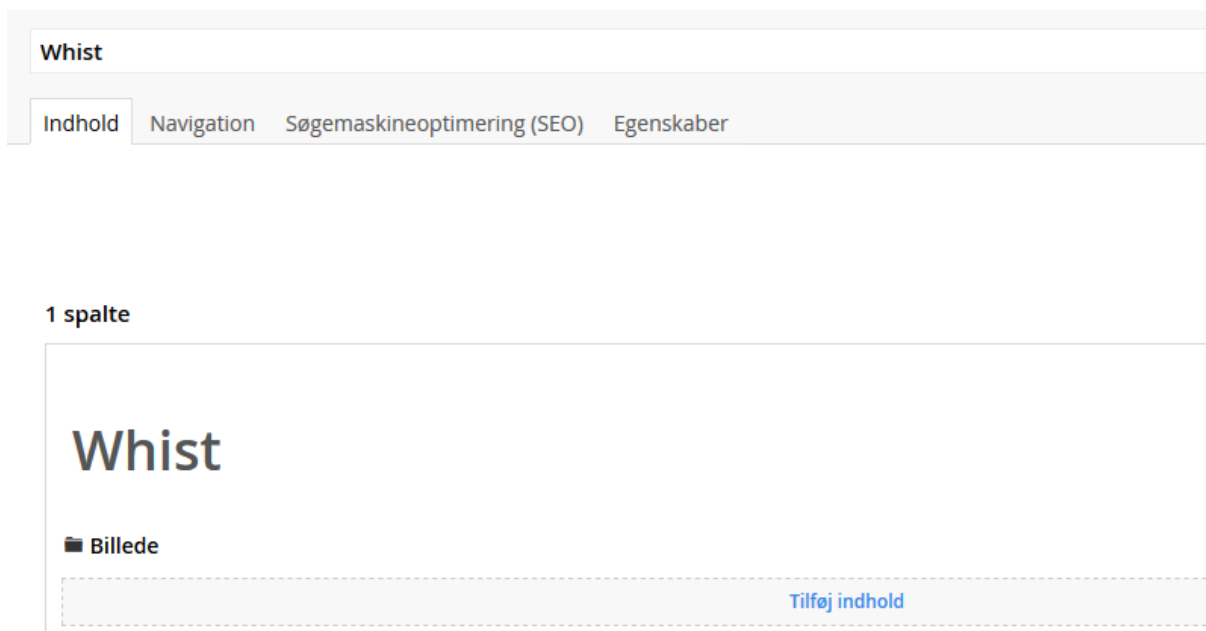 Whist
Indhold Navigation Søgemaskineoptimering (SEO) Egenskaber
1 spalte
Whist
Billede
Tilføj indhold